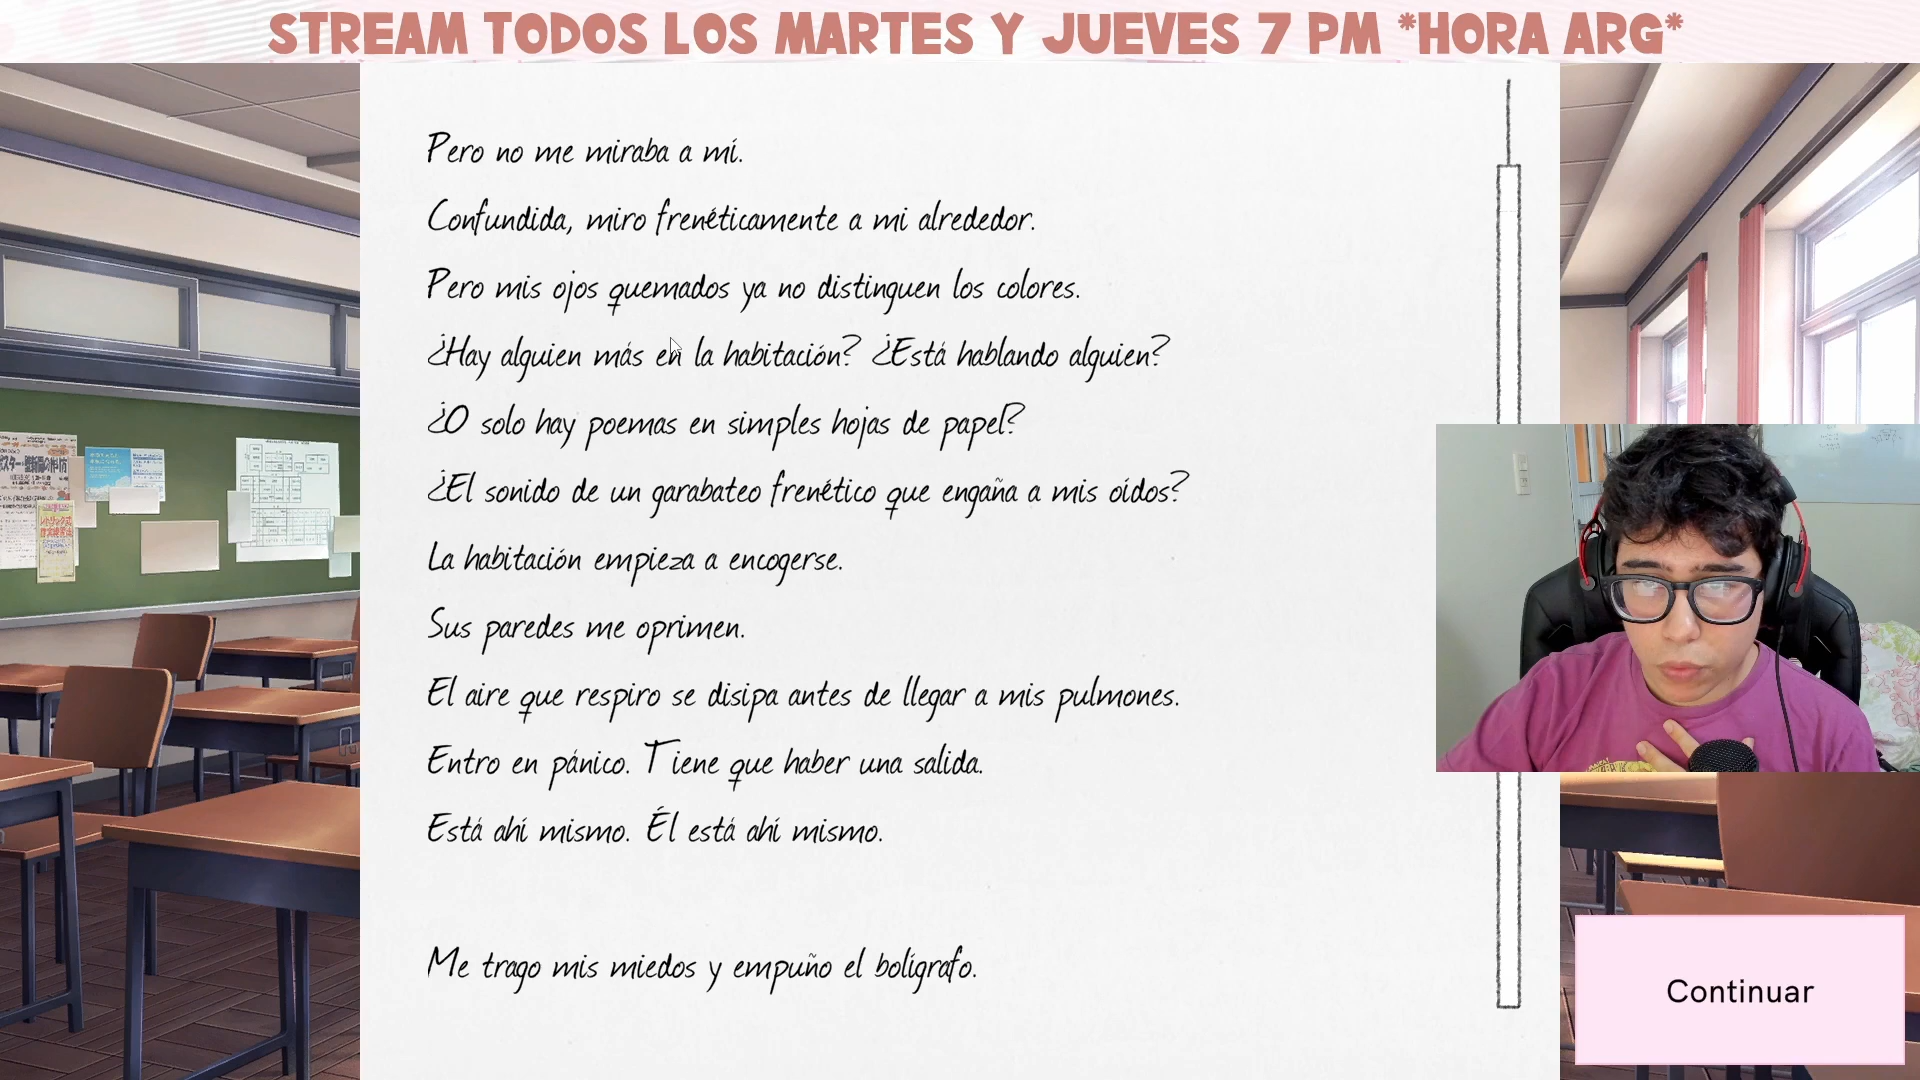 STREAM TODOS LOS MARTES Y JUEVES 7 PM *HORA ARG*
Pero no me miraba a mí.
Confundida, miro frenéticamente a mi alrededor.
Pero mis ojos quemados ya no distinguen los colores.
¿Hay alguien más en la habitación? ¿Está hablando alguien?
¿O solo hay poemas en simples hojas de papel?
¿El sonido de un garabateo frenético que engaña a mis oídos?
La habitación empieza a encogerse.
Sus paredes me oprimen.
El aire que respiro se disipa antes de llegar a mis pulmones.
Entro en pánico. Tiene que haber una salida.
Está ahí mismo. Él está ahí mismo.
Me trago mis miedos y empuño el bolígrafo.
Continuar